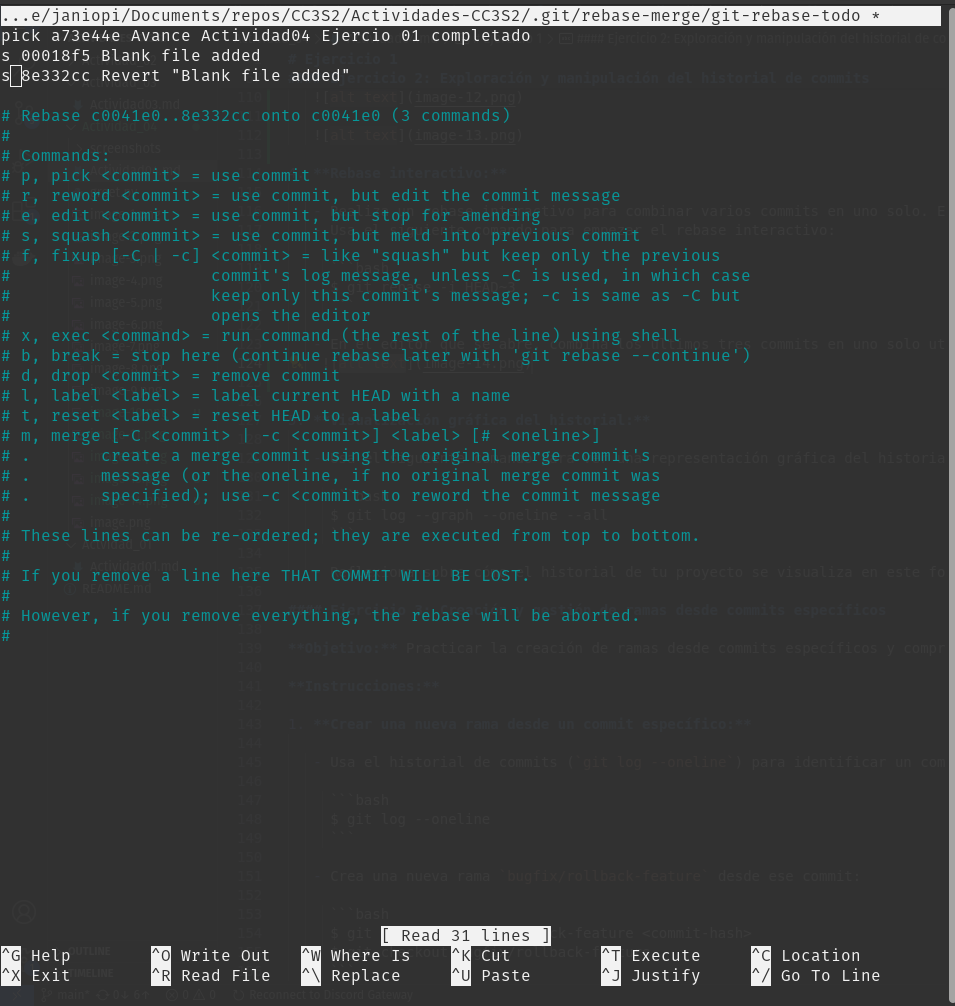 ...e/janiopi/Documents/repos/CC3S2/Actividades-CC3S2/.git/rebase-merge/git-rebase-todo *
pick a73e44e Avance Actividad04 Ejercio 01 completado
s 00018f5 Blank file added
s 8e332cc Revert "Blank file added"
# Rebase c0041e0..8e332cc onto c0041e0 (3 commands)
#
# Commands:
# p, pick <commit> = use commit
# r, reword <commit> = use commit, but edit the commit message
# e, edit <commit> = use commit, but stop for amending
# s, squash <commit> = use commit, but meld into previous commit
# f, fixup [-C | -c] <commit> = like "squash" but keep only the previous
#                    commit's log message, unless -C is used, in which case
#                    keep only this commit's message; -c is same as -C but
#                    opens the editor
# x, exec <command> = run command (the rest of the line) using shell
# b, break = stop here (continue rebase later with 'git rebase --continue')
# d, drop <commit> = remove commit
# l, label <label> = label current HEAD with a name
# t, reset <label> = reset HEAD to a label
# m, merge [-C <commit> | -c <commit>] <label> [# <oneline>]
# .       create a merge commit using the original merge commit's
# .       message (or the oneline, if no original merge commit was
# .       specified); use -c <commit> to reword the commit message
#
# These lines can be re-ordered; they are executed from top to bottom.
#
# If you remove a line here THAT COMMIT WILL BE LOST.
#
# However, if you remove everything, the rebase will be aborted.
#
[ Read 31 lines ]
^G Help ^O Write Out ^W Where Is ^K Cut ^T Execute ^C Location
^X Exit ^R Read File ^\ Replace ^U Paste ^J Justify ^/ Go To Line